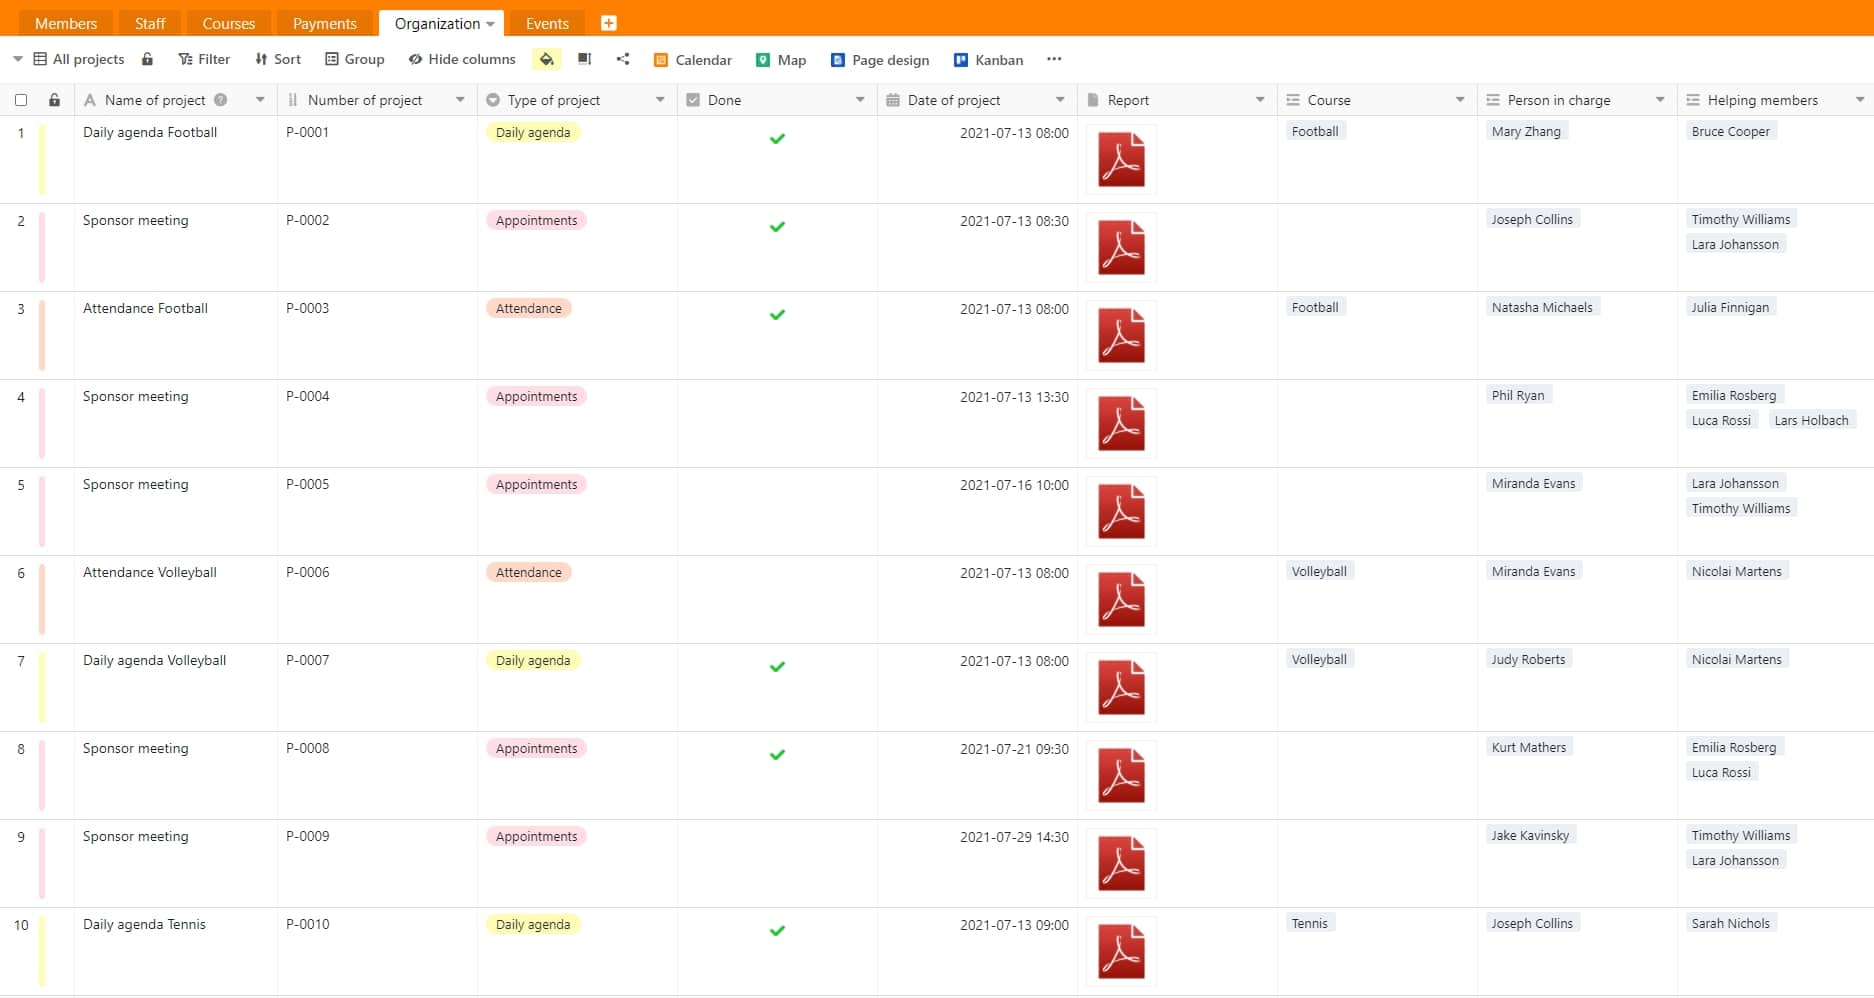 Members Staff Courses Payments Organization Events
All projects Filter Sort Group Hide columns Calendar Map Page design Kanban ...
Name of project Number of project Type of project Done Date of project Report Course Person in charge Helping members
1 Daily agenda Football P-0001 Daily agenda 2021-07-13 08:00 Football Mary Zhang Bruce Cooper
2 Sponsor meeting P-0002 Appointments 2021-07-13 08:30 Joseph Collins Timothy Williams
Lara Johansson
3 Attendance Football P-0003 Attendance 2021-07-13 08:00 Football Natasha Michaels Julia Finnigan
4 Sponsor meeting P-0004 Appointments 2021-07-13 13:30 Phil Ryan Emilia Rosberg
Luca Rossi Lars Holbach
5 Sponsor meeting P-0005 Appointments 2021-07-16 10:00 Miranda Evans Lara Johansson
Timothy Williams
6 Attendance Volleyball P-0006 Attendance 2021-07-13 08:00 Volleyball Miranda Evans Nicolai Martens
7 Daily agenda Volleyball P-0007 Daily agenda 2021-07-13 08:00 Volleyball Judy Roberts Nicolai Martens
8 Sponsor meeting P-0008 Appointments 2021-07-21 09:30 Kurt Mathers Emilia Rosberg
Luca Rossi
9 Sponsor meeting P-0009 Appointments 2021-07-29 14:30 Jake Kavinsky Timothy Williams
Lara Johansson
10 Daily agenda Tennis P-0010 Daily agenda 2021-07-13 09:00 Tennis Joseph Collins Sarah Nichols